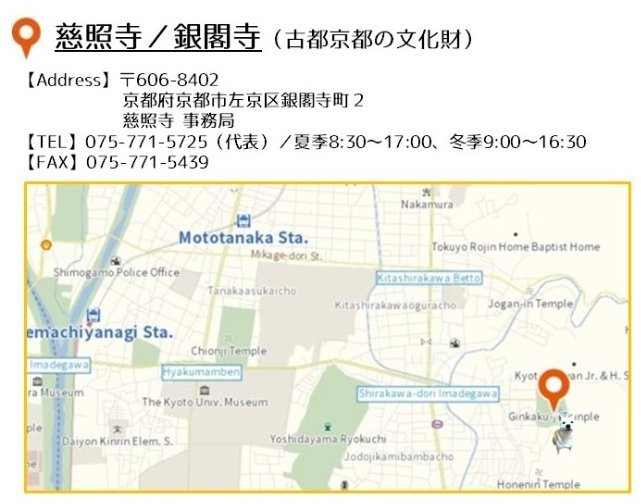 慈照寺／銀閣寺（古都京都の文化財）
【Address】〒606-8402
京都府京都市左京区銀閣寺町２
慈照寺 事務局
【TEL】075-771-5725（代表）／夏季8:30～17:00、冬季9:00～16:30
【FAX】075-771-5439
Nakamura
Mototanaka Sta.
Tokuyo Rojin Home Baptist Home
Mikage-dori St.
Shimogamo Police Office
Kitashirakawa Betto
Tanakaasukaicho
Kitashirakawaoguracho
Jogan-in Temple
emachiyanagi Sta.
Chionji Temple
Imadegawa
Hyakumamben
Kyot
an Jr. & H. S
ra Museum
The Kyoto Univ. Museum
Shirakawa-dori Imadegawa
Ginkaku
mple
Daiyon Kinrin Elem. S.
Yoshidayama Ryokuchi
Jodojikamibambacho
ne
Honenin Temple